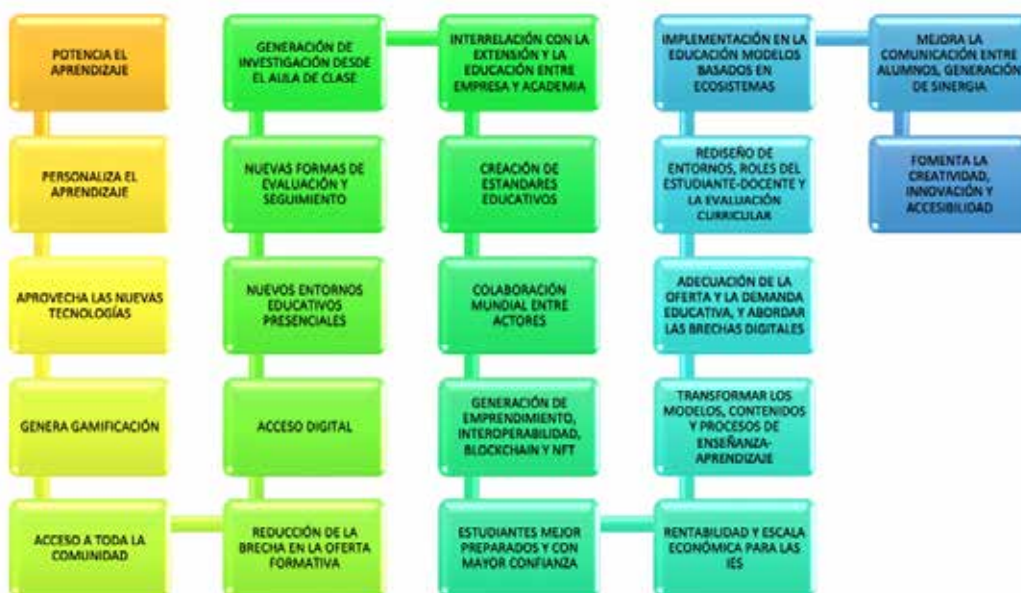 POTENCIA EL
APRENDIZAJE
PERSONALIZA EL
APRENDIZAJE
APROVECHA LAS NUEVAS
TECNOLOGÍAS
GENERA GAMIFICACIÓN
ACCESO A TODA LA
COMUNIDAD
REDUCCIÓN DE LA
BRECHA EN LA OFERTA
FORMATIVA
ACCESO DIGITAL
NUEVOS ENTORNOS
EDUCATIVOS
PRESENCIALES
NUEVAS FORMAS DE
EVALUACIÓN Y
SEGUIMIENTO
GENERACIÓN DE
INVESTIGACIÓN DESDE
EL AULA DE CLASE
INTERRELACIÓN CON LA
EXTENSIÓN Y LA
EDUCACIÓN ENTRE
EMPRESA Y ACADEMIA
CREACIÓN DE
ESTANDARES
EDUCATIVOS
COLABORACIÓN
MUNDIAL ENTRE
ACTORES
GENERACIÓN DE
EMPRENDIMIENTO,
INTEROPERABILIDAD,
BLOCKCHAIN Y NFT
ESTUDIANTES MEJOR
PREPARADOS Y CON
MAYOR CONFIANZA
RENTABILIDAD Y ESCALA
ECONÓMICA PARA LAS
IES
TRANSFORMAR LOS
MODELOS, CONTENIDOS
Y PROCESOS DE
ENSEÑANZA-
APRENDIZAJE
ADECUACIÓN DE LA
OFERTA Y LA DEMANDA
EDUCATIVA, Y ABORDAR
LAS BRECHAS DIGITALES
REDISEÑO DE
ENTORNOS, ROLES DEL
ESTUDIANTE-DOCENTE Y
LA EVALUACIÓN
CURRICULAR
IMPLEMENTACIÓN EN LA
EDUCACIÓN MODELOS
BASADOS EN
ECOSISTEMAS
MEJORA LA
COMUNICACIÓN ENTRE
ALUMNOS, GENERACIÓN
DE SINERGIA
FOMENTA LA
CREATIVIDAD,
INNOVACIÓN Y
ACCESIBILIDAD